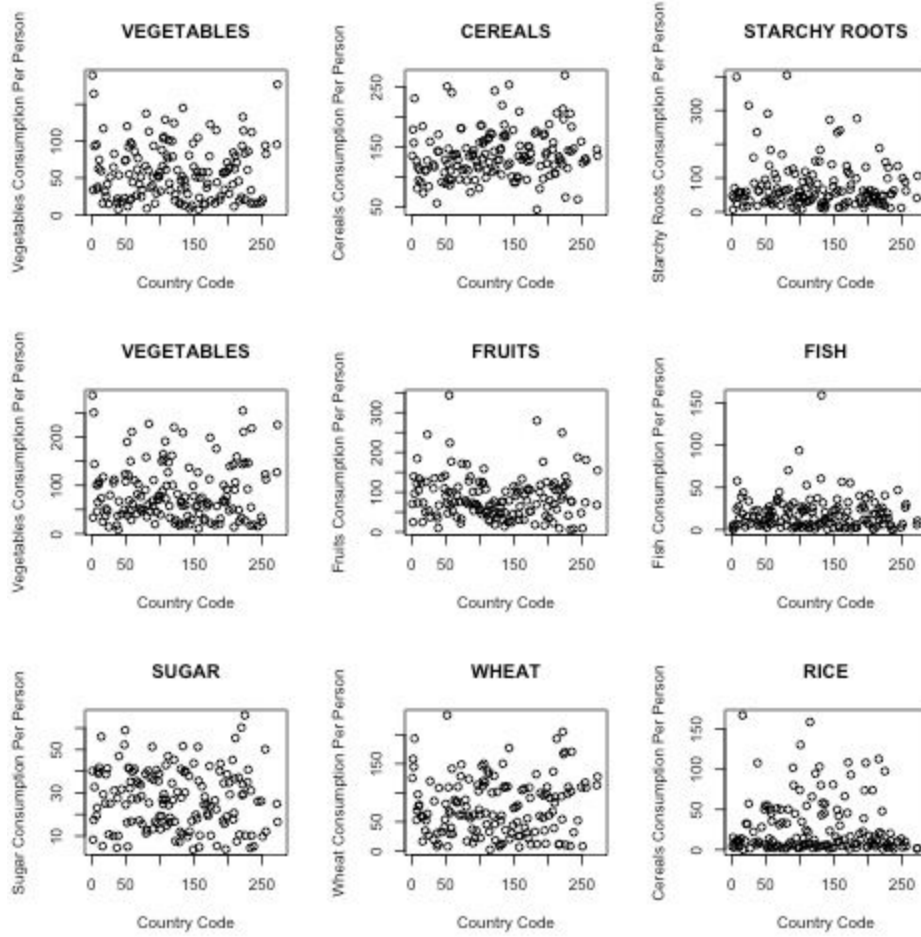 VEGETABLES
Vegetables Consumption Per Person
100
50
0
0 50 150 250
Country Code
CEREALS
Cereals Consumption Per Person
250
150
50
0 50 150 250
Country Code
STARCHY ROOTS
Starchy Roots Consumption Per Person
300
100
0
0 50 150 250
Country Code
VEGETABLES
Vegetables Consumption Per Person
200
100
0
0 50 150 250
Country Code
FRUITS
Fruits Consumption Per Person
300
200
100
0
0 50 150 250
Country Code
FISH
Fish Consumption Per Person
150
100
50
0
0 50 150 250
Country Code
SUGAR
Sugar Consumption Per Person
50
30
10
0 50 150 250
Country Code
WHEAT
Wheat Consumption Per Person
150
50
0
0 50 150 250
Country Code
RICE
Cereals Consumption Per Person
150
100
50
0
0 50 150 250
Country Code